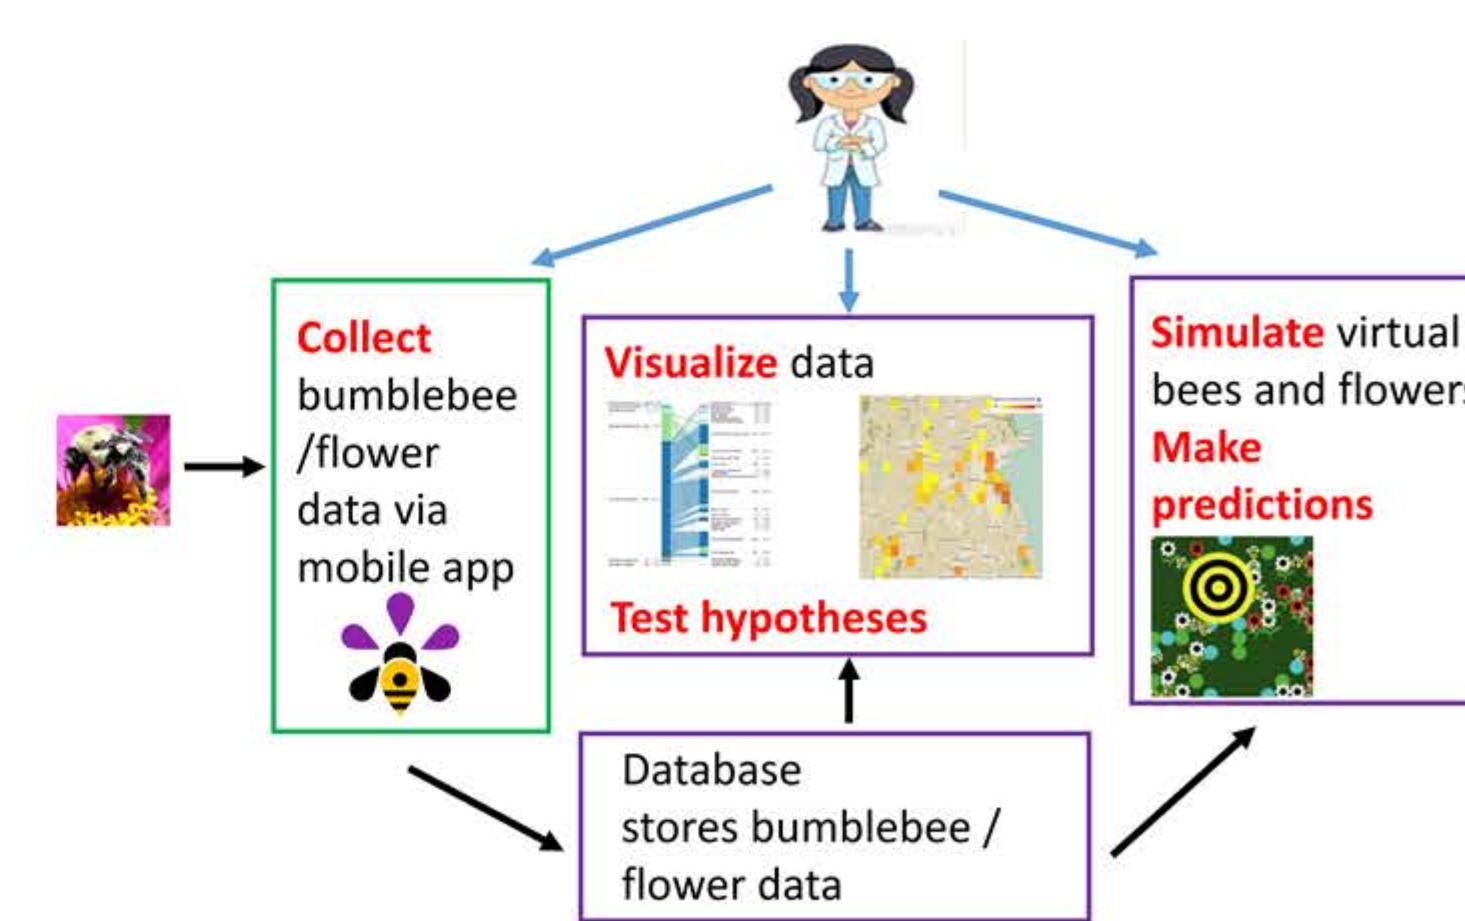 Collect
bumblebee
/flower
data via
mobile app
Visualize data
Test hypotheses
Simulate virtual
bees and flowers
Make
predictions
Database
stores bumblebee /
flower data